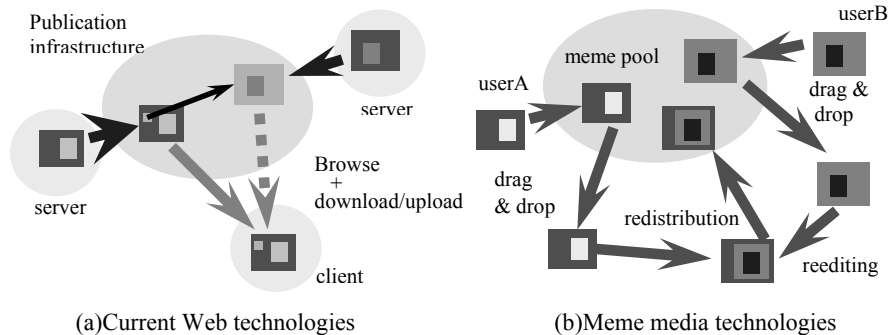 Publication
infrastructure
server
server
Browse
+
download/upload
client
(a)Current Web technologies
userB
meme pool
userA
drag &
drop
drag
& drop
redistribution
reediting
(b)Meme media technologies